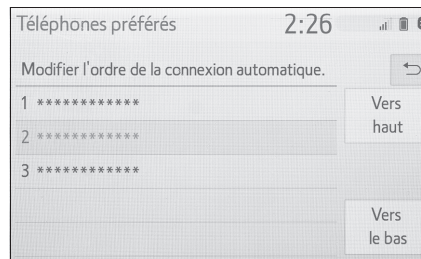 Téléphones préférés 2:26
Modifier l'ordre de la connexion automatique.
1 ************
Vers
haut
2 ************
3 ************
Vers
le bas